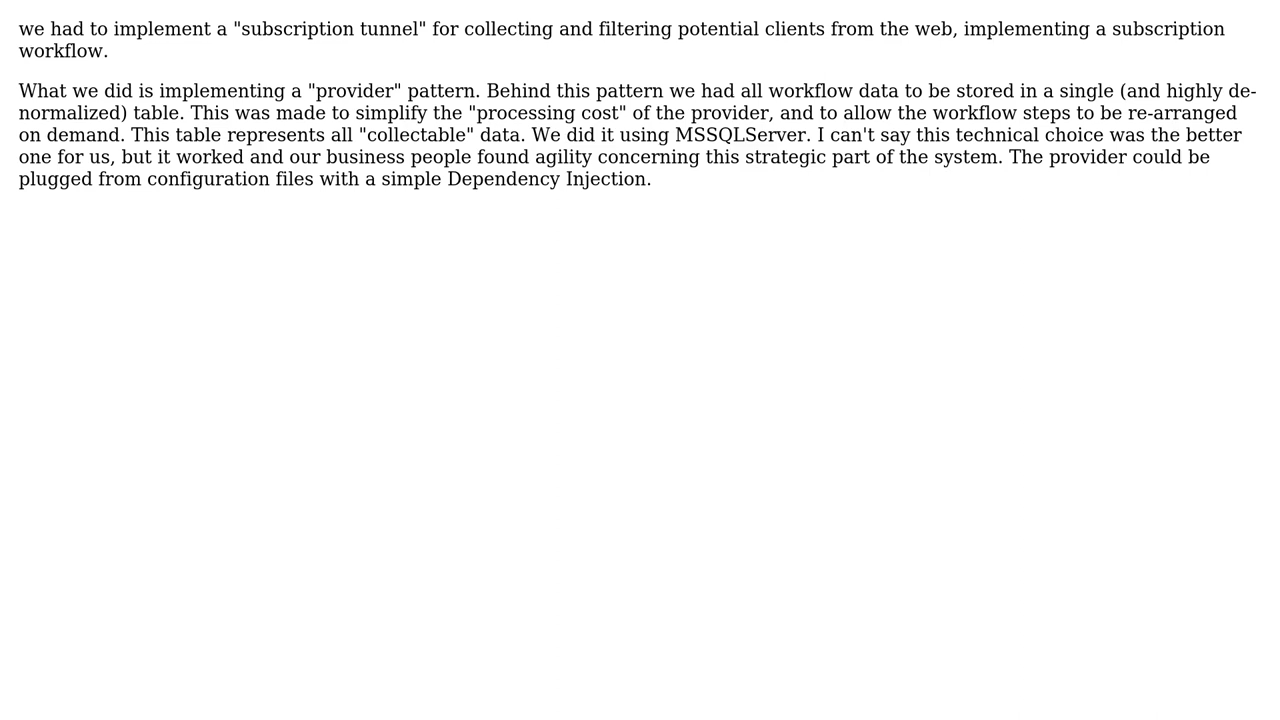 we had to implement a "subscription tunnel" for collecting and filtering potential clients from the web, implementing a subscription
workflow.
What we did is implementing a "provider" pattern. Behind this pattern we had all workflow data to be stored in a single (and highly de-
normalized) table. This was made to simplify the "processing cost" of the provider, and to allow the workflow steps to be re-arranged
on demand. This table represents all "collectable" data. We did it using MSSQLServer. I can't say this technical choice was the better
one for us, but it worked and our business people found agility concerning this strategic part of the system. The provider could be
plugged from configuration files with a simple Dependency Injection.